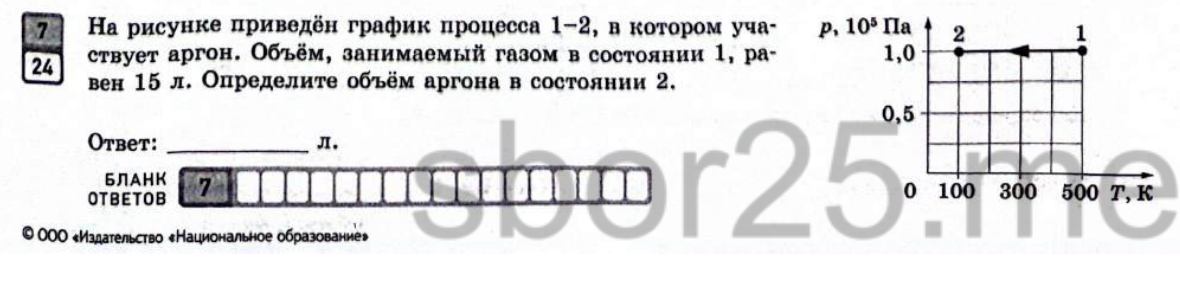 7
24
На рисунке приведён график процесса 1–2, в котором уча-
ствует аргон. Объём, занимаемый газом в состоянии 1, ра-
вен 15 л. Определите объём аргона в состоянии 2.
Ответ: ____________ л.
БЛАНК
ОТВЕТОВ
7
© ООО «Издательство «Национальное образование»
p, 10⁵ Па
2
1
1,0
0,5
0 100 300 500 T, К
sbor25.me